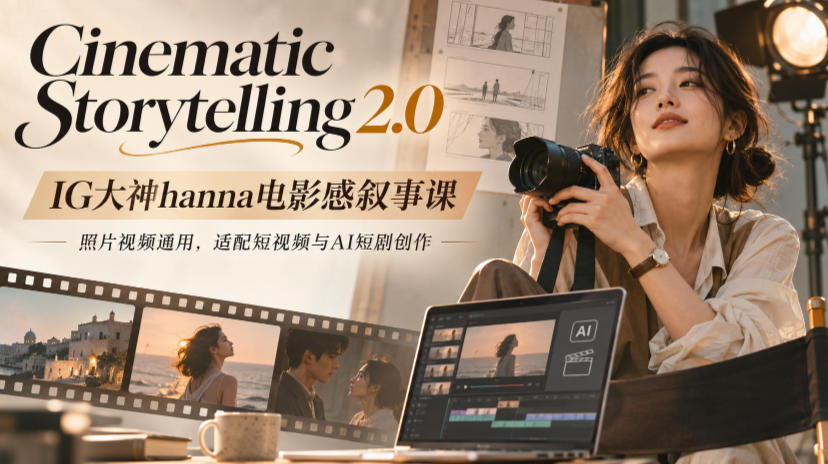 Cinematic
Storytelling 2.0
IG大神hanna电影感叙事课
照片视频通用，适配短视频与AI短剧创作
AI